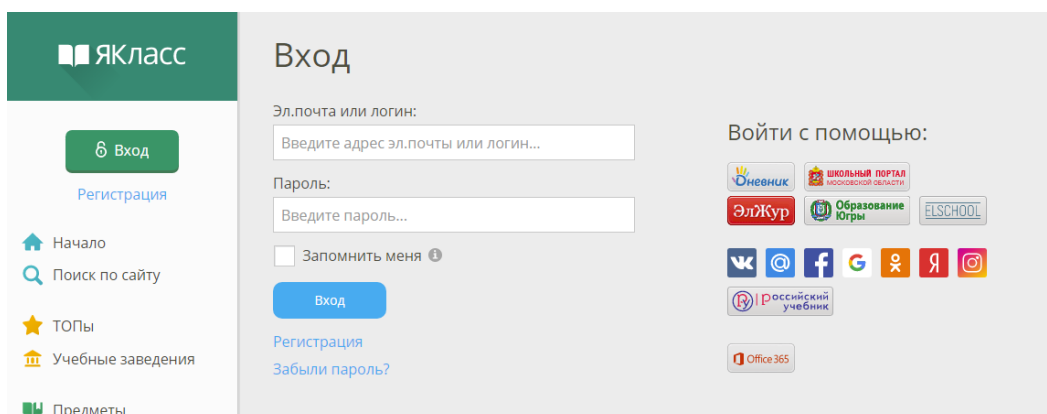 ЯКласс
Вход
Регистрация
Начало
Поиск по сайту
ТОПы
Учебные заведения
Предметы
Вход
Эл.почта или логин:
Введите адрес эл.почты или логин...
Пароль:
Введите пароль...
Запомнить меня
Вход
Регистрация
Забыли пароль?
Войти с помощью:
Дневник
ШКОЛЬНЫЙ ПОРТАЛ
МОСКОВСКОЙ ОБЛАСТИ
ЭлЖур
Образование
Югры
ELSCHOOL
Российский
учебник
Office 365